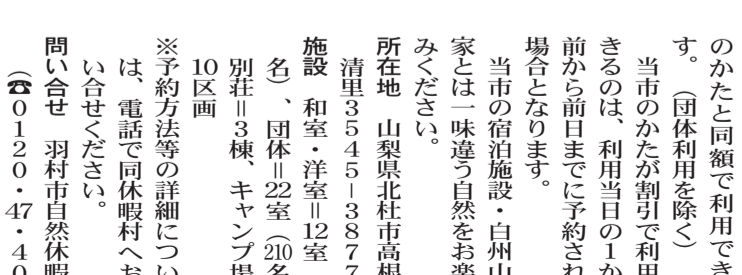 のかたと同額で利用でき
す。（団体利用を除く）
当市のかたが割引で利用
きるのは、利用当日の1か
前から前日までに予約され
場合となります。
当市の宿泊施設・白州山
家とは一味違う自然をお楽
みください。
所在地　山梨県北杜市高根
清里3545－3877
施設　和室・洋室＝12室
名）、団体＝22室（210名
別荘＝3棟、キャンプ場
10区画
※予約方法等の詳細につい
は、電話で同休暇村へお
い合せください。
問い合せ　羽村市自然休暇
（☎0120・47・40